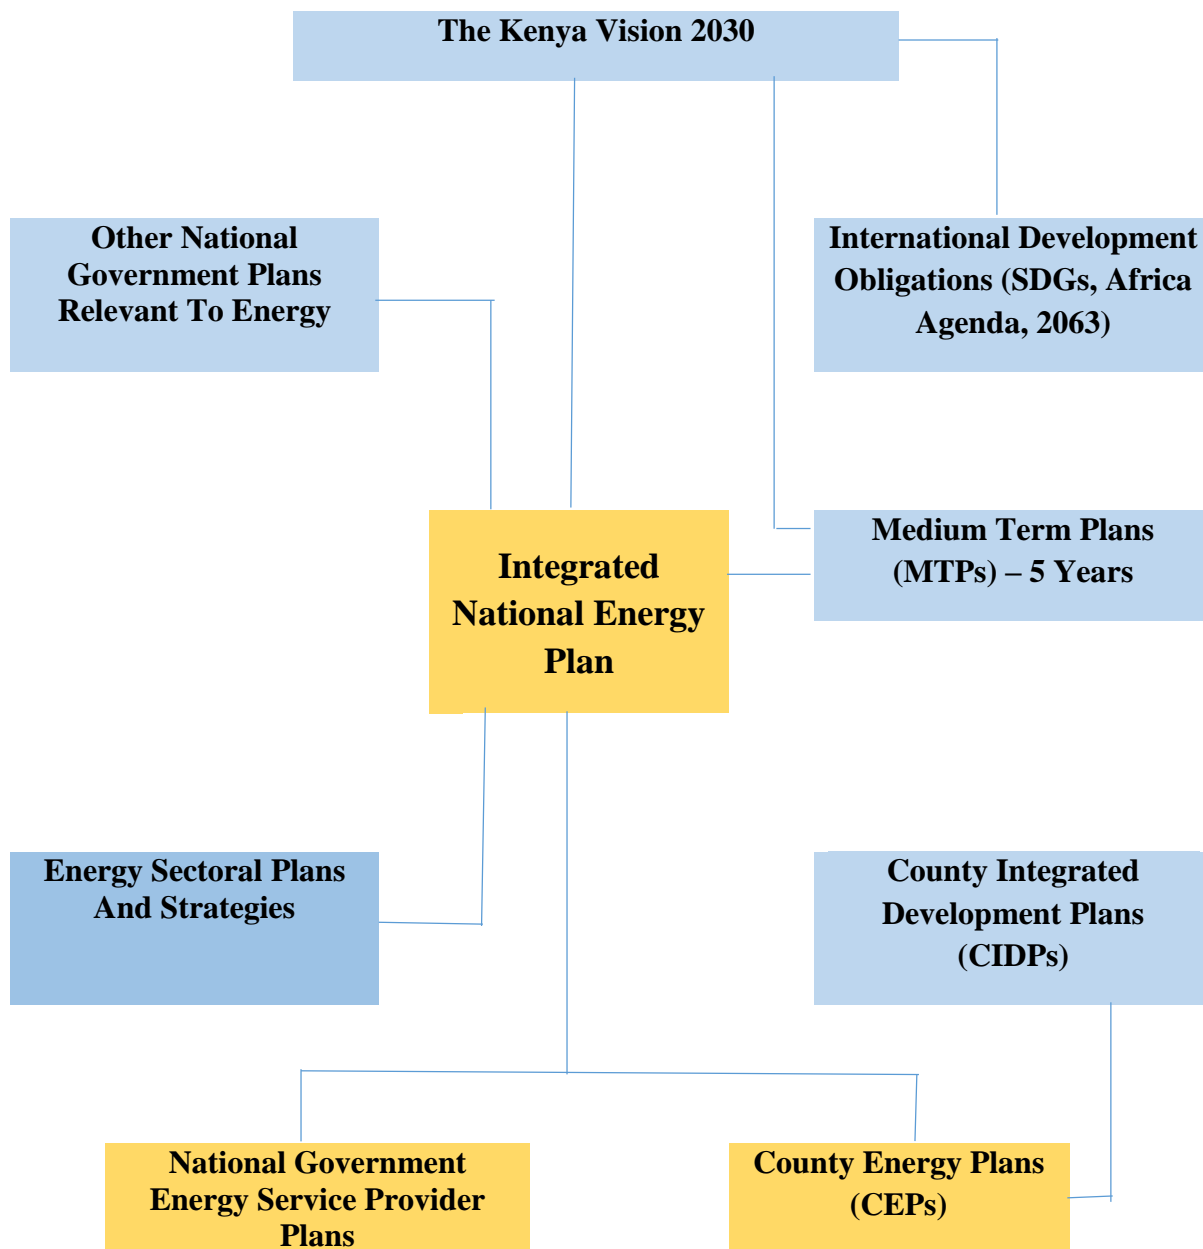 The Kenya Vision 2030
Other National
Government Plans
Relevant To Energy
International Development
Obligations (SDGs, Africa
Agenda, 2063)
Integrated
National Energy
Plan
Medium Term Plans
(MTPs) – 5 Years
Energy Sectoral Plans
And Strategies
County Integrated
Development Plans
(CIDPs)
National Government
Energy Service Provider
Plans
County Energy Plans
(CEPs)